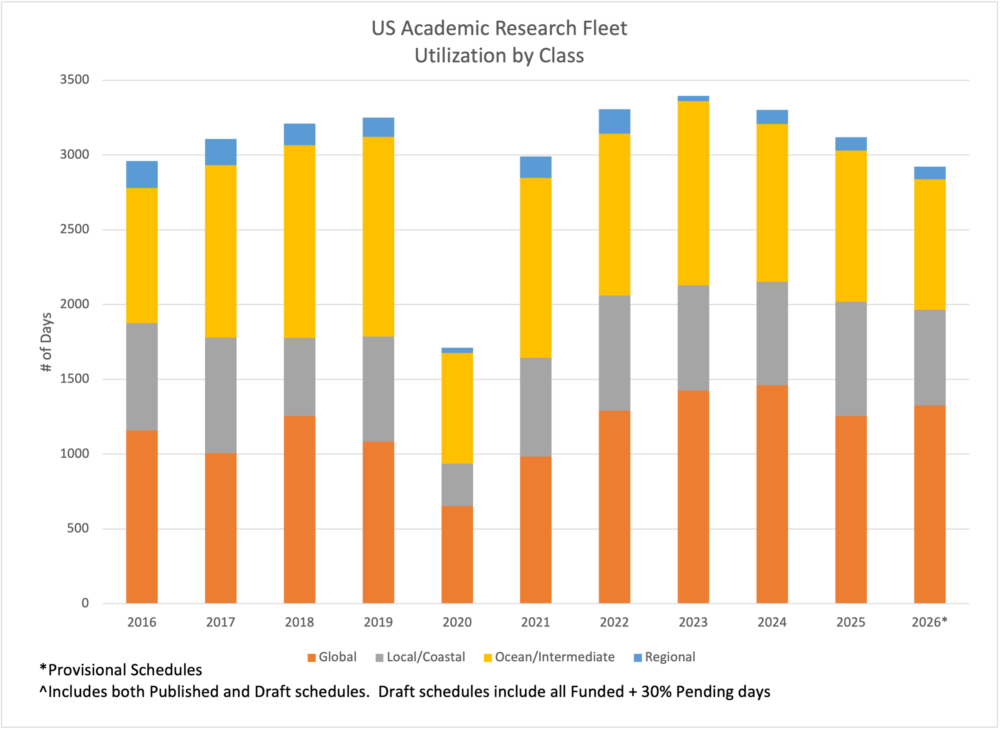 US Academic Research Fleet
Utilization by Class
3500
3000
2500
2000
1500
1000
500
0
# of Days
2016 2017 2018 2019 2020 2021 2022 2023 2024 2025 2026*
Global Local/Coastal Ocean/Intermediate Regional
*Provisional Schedules
^Includes both Published and Draft schedules.  Draft schedules include all Funded + 30% Pending days